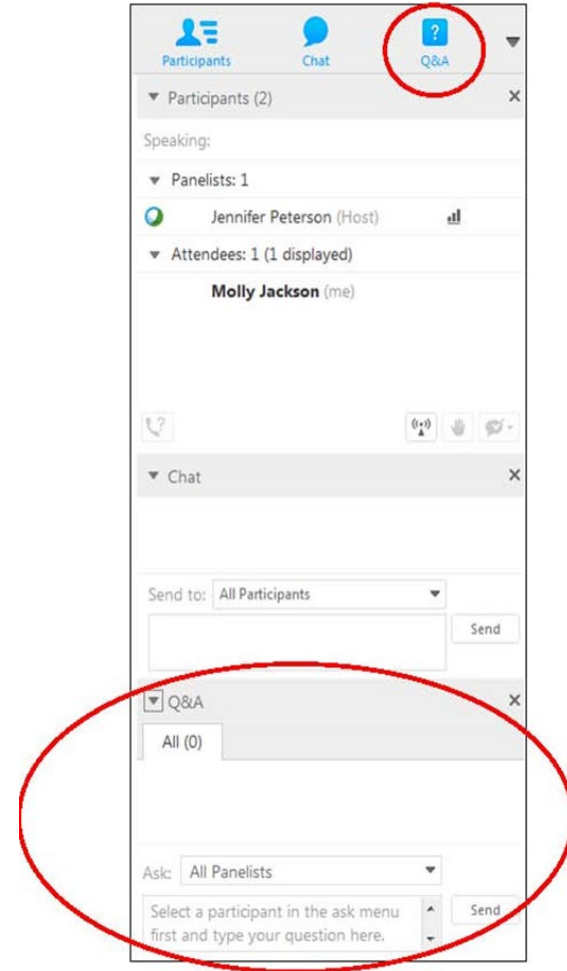 Participants Chat ? Q&A
Participants (2) ×
Speaking:
Panelists: 1
Jennifer Peterson (Host)
Attendees: 1 (1 displayed)
Molly Jackson (me)
?
Chat ×
Send to: All Participants
Send
Q&A ×
All (0)
Ask: All Panelists
Select a participant in the ask menu Send
first and type your question here.